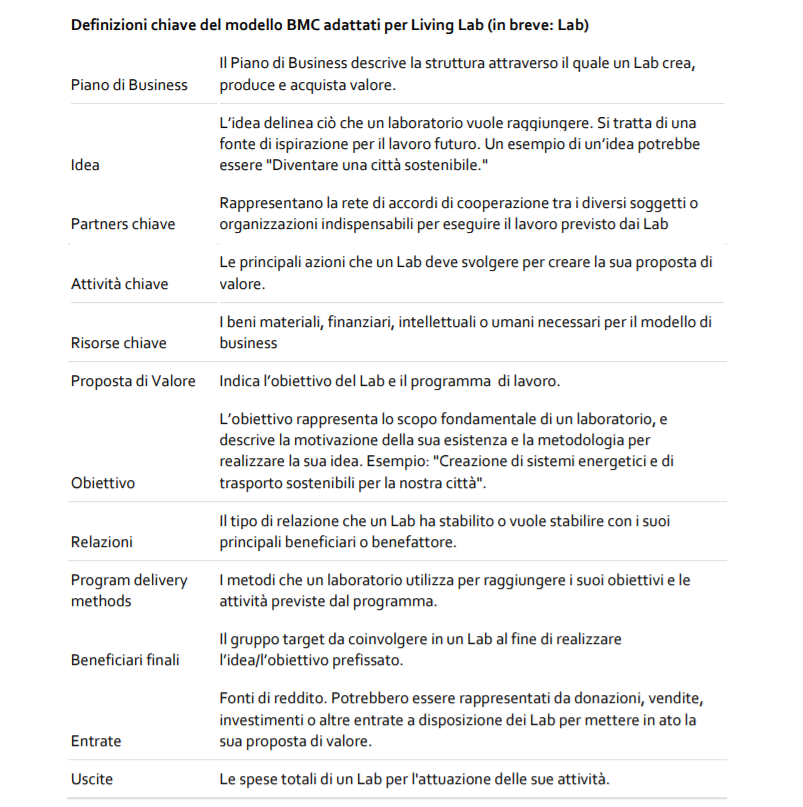 Definizioni chiave del modello BMC adattati per Living Lab (in breve: Lab)
Il Piano di Business descrive la struttura attraverso il quale un Lab crea,
Piano di Business produce e acquista valore.
L’idea delinea ciò che un laboratorio vuole raggiungere. Si tratta di una
fonte di ispirazione per il lavoro futuro. Un esempio di un’idea potrebbe
Idea essere "Diventare una città sostenibile."
Rappresentano la rete di accordi di cooperazione tra i diversi soggetti o
Partners chiave organizzazioni indispensabili per eseguire il lavoro previsto dai Lab
Le principali azioni che un Lab deve svolgere per creare la sua proposta di
Attività chiave valore.
I beni materiali, finanziari, intellettuali o umani necessari per il modello di
Risorse chiave business
Proposta di Valore Indica l’obiettivo del Lab e il programma di lavoro.
L’obiettivo rappresenta lo scopo fondamentale di un laboratorio, e
descrive la motivazione della sua esistenza e la metodologia per
realizzare la sua idea. Esempio: "Creazione di sistemi energetici e di
Obiettivo trasporto sostenibili per la nostra città".
Il tipo di relazione che un Lab ha stabilito o vuole stabilire con i suoi
Relazioni principali beneficiari o benefattore.
Program delivery I metodi che un laboratorio utilizza per raggiungere i suoi obiettivi e le
methods attività previste dal programma.
Il gruppo target da coinvolgere in un Lab al fine di realizzare
Beneficiari finali l’idea/l’obiettivo prefissato.
Fonti di reddito. Potrebbero essere rappresentati da donazioni, vendite,
investimenti o altre entrate a disposizione dei Lab per mettere in ato la
Entrate sua proposta di valore.
Uscite Le spese totali di un Lab per l'attuazione delle sue attività.